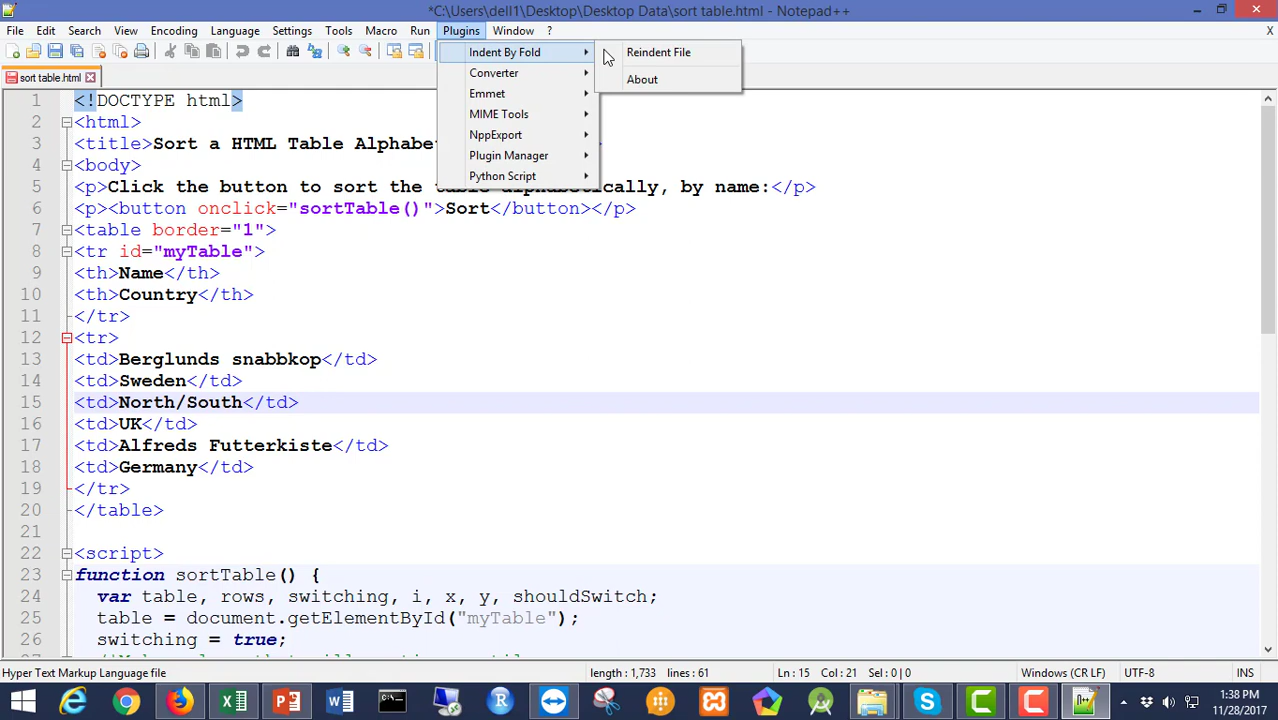 *C:\Users\dell1\Desktop\Desktop Data\sort table.html - Notepad++
File Edit Search View Encoding Language Settings Tools Macro Run Plugins Window ? X
Indent By Fold
Converter
Emmet
MIME Tools
NppExport
Plugin Manager
Python Script
Reindent File
About
sort table.html
1 <!DOCTYPE html>
2 <html>
3 <title>Sort a HTML Table Alphabe
4 <body>
5 <p>Click the button to sort the table alphabetically, by name:</p>
6 <p><button onclick="sortTable()">Sort</button></p>
7 <table border="1">
8 <tr id="myTable">
9 <th>Name</th>
10 <th>Country</th>
11 </tr>
12 <tr>
13 <td>Berglunds snabbkop</td>
14 <td>Sweden</td>
15 <td>North/South</td>
16 <td>UK</td>
17 <td>Alfreds Futterkiste</td>
18 <td>Germany</td>
19 </tr>
20 </table>
21
22 <script>
23 function sortTable() {
24 var table, rows, switching, i, x, y, shouldSwitch;
25 table = document.getElementById("myTable");
26 switching = true;
Hyper Text Markup Language file length : 1,733 lines : 61 Ln : 15 Col : 21 Sel : 0 | 0 Windows (CR LF) UTF-8 INS
1:38 PM
11/28/2017